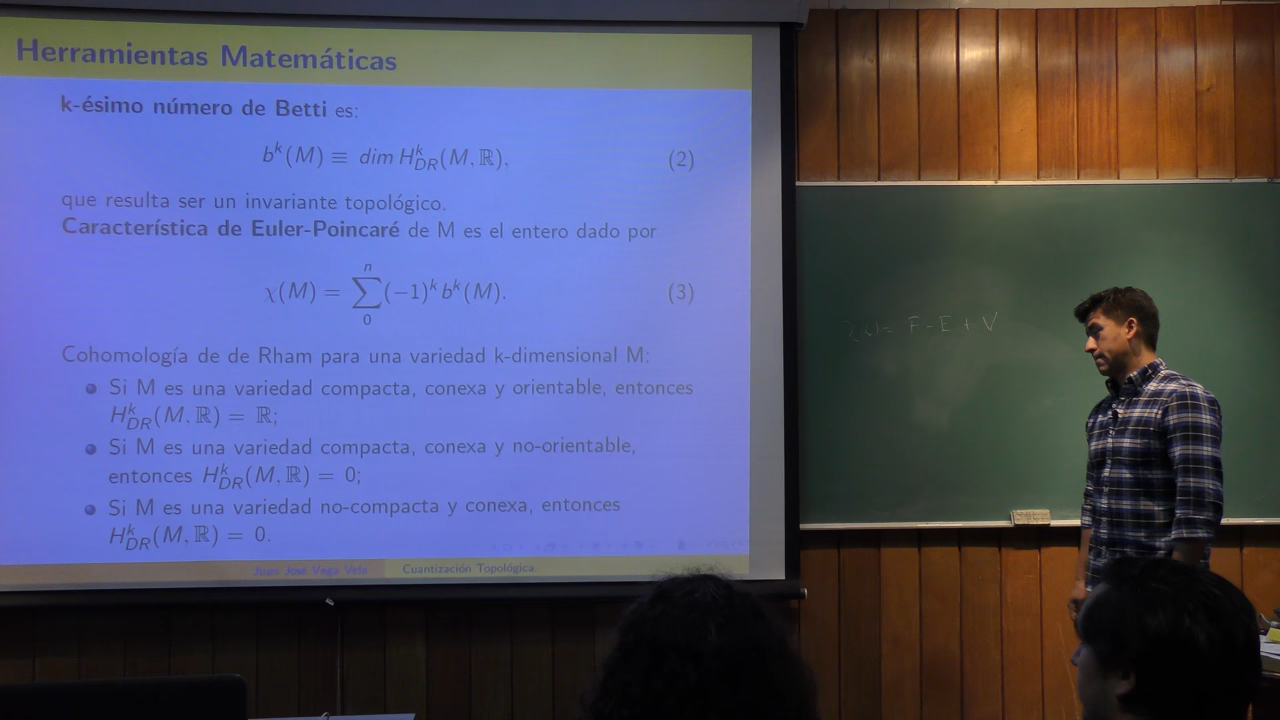 Herramientas Matemáticas
k-ésimo número de Betti es:
b^k(M) ≡ dim H^k_{DR}(M, ℝ), (2)
que resulta ser un invariante topológico.
Característica de Euler-Poincaré de M es el entero dado por
χ(M) = ∑_0^n (-1)^k b^k(M). (3)
Cohomología de de Rham para una variedad k-dimensional M:
Si M es una variedad compacta, conexa y orientable, entonces
H^k_{DR}(M, ℝ) = ℝ;
Si M es una variedad compacta, conexa y no-orientable,
entonces H^k_{DR}(M, ℝ) = 0;
Si M es una variedad no-compacta y conexa, entonces
H^k_{DR}(M, ℝ) = 0.
Juan José Vega Vela Cuantización Topológica.
= F - E + V